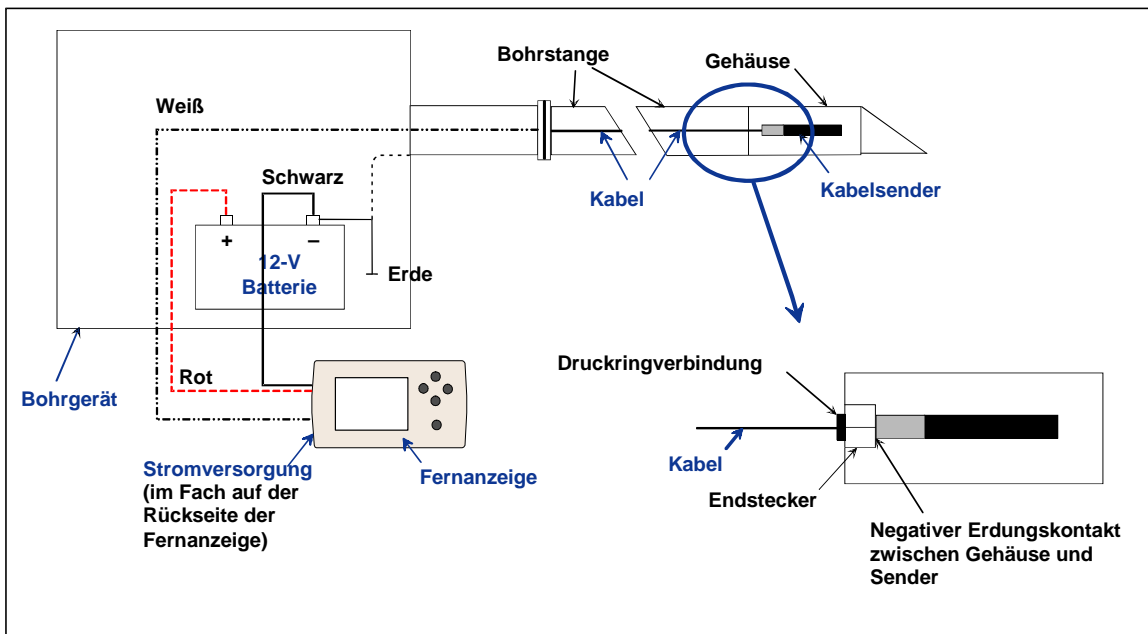 Bohrstange
Gehäuse
Weiß
Schwarz
Kabel
Kabelsender
+
–
12-V
Batterie
Erde
Rot
Bohrgerät
Stromversorgung
(im Fach auf der
Rückseite der
Fernanzeige)
Fernanzeige
Druckringverbindung
Kabel
Endstecker
Negativer Erdungskontakt
zwischen Gehäuse und
Sender